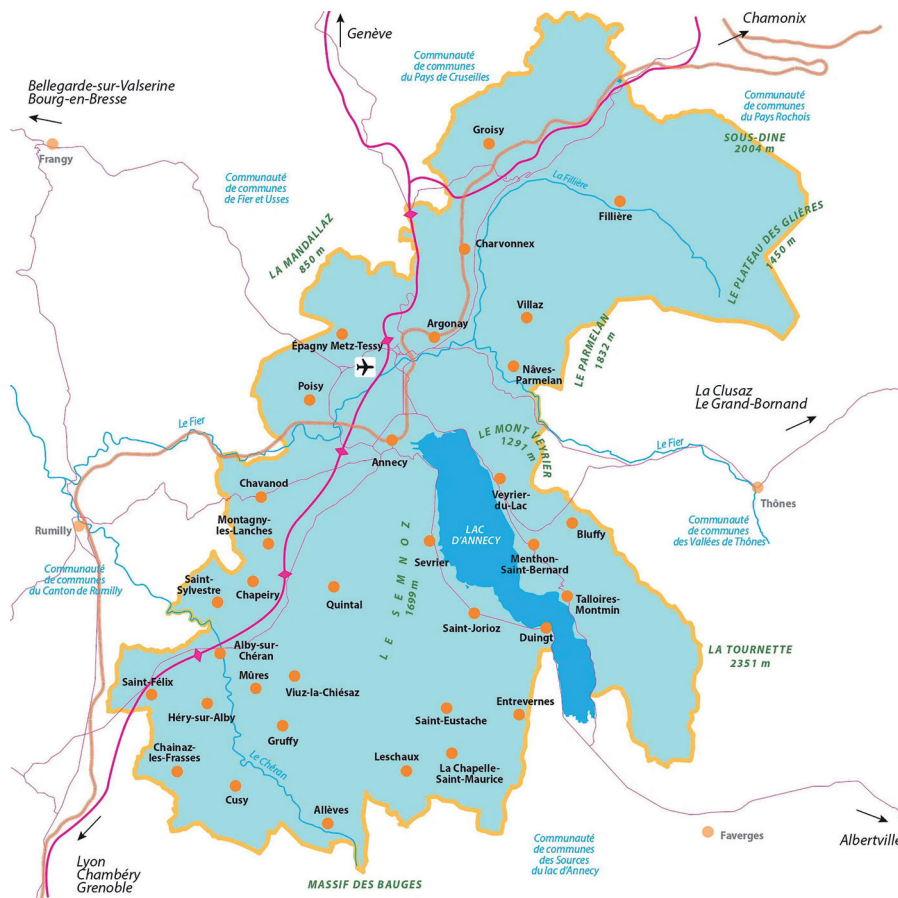 Genève
Chamonix
Communauté
de communes
du Pays de Cruseilles
Bellegarde-sur-Valserine
Bourg-en-Bresse
Communauté
de communes
du Pays Rochois
Groisy
SOUS-DINE
2004 m
Frangy
La Fillière
Communauté
de communes
de Fier et Usses
Fillière
LA MANDALLAZ
850 m
Charvonnex
LE PLATEAU DES GLIÈRES
1450 m
Villaz
Argonay
Épagny Metz-Tessy
LE PARMELAN
1832 m
Nâves-
Parmelan
Poisy
La Clusaz
Le Grand-Bornand
Le Fier
LE MONT VEYRIER
1291 m
Le Fier
Annecy
Chavanod
Veyrier-
du-Lac
Thônes
Montagny-
les-Lanches
Rumilly
LAC
D'ANNECY
Bluffy
Communauté
de communes
des Vallées de Thônes
Communauté
de communes
du Canton de Rumilly
LE SEMNOZ
1699 m
Sevrier
Menthon-
Saint-Bernard
Saint-
Sylvestre
Chapeiry
Quintal
Talloires-
Montmin
Saint-Jorioz
Duingt
Alby-sur-
Chéran
LA TOURNETTE
2351 m
Mûres
Viuz-la-Chiésaz
Saint-Félix
Entrevernes
Héry-sur-Alby
Saint-Eustache
Gruffy
Chainaz-
les-Frasses
Le Chéran
Leschaux
La Chapelle-
Saint-Maurice
Cusy
Allèves
Faverges
Albertville
Communauté
de communes
des Sources
du lac d'Annecy
Lyon
Chambéry
Grenoble
MASSIF DES BAUGES